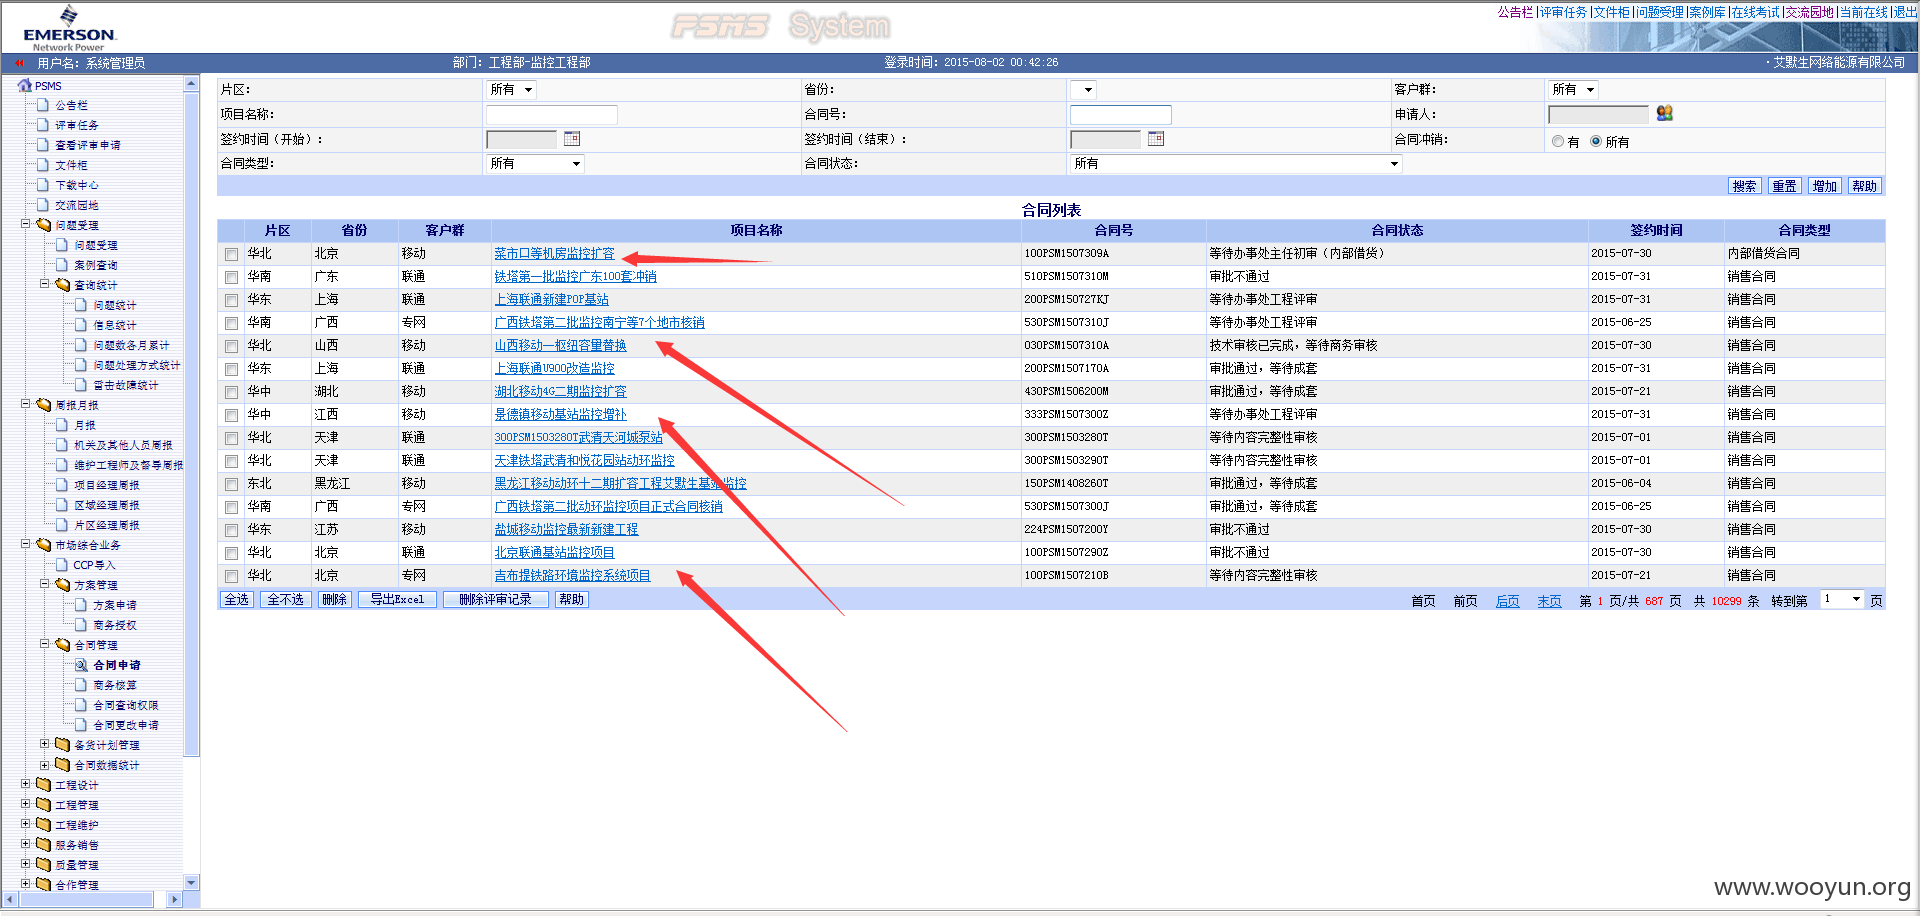 公告栏|评审任务|文件柜|问题受理|案例库|在线考试|交流园地|当前在线|退出
EMERSON
Network Power
PSMS System
用户名: 系统管理员 部门: 工程部-监控工程部 登录时间: 2015-08-02 00:42:26 ·艾默生网络能源有限公司
PSMS
公告栏
评审任务
查看评审申请
文件柜
下载中心
交流园地
问题受理
问题受理
案例查询
查询统计
问题统计
信息统计
问题数各月累计
问题处理方式统计
雷击故障统计
周报月报
月报
机关及其他人员周报
维护工程师及督导周报
项目经理周报
区域经理周报
片区经理周报
市场综合业务
CCP导入
方案管理
方案申请
商务授权
合同管理
合同申请
商务核算
合同查询权限
合同更改申请
备货计划管理
合同数据统计
工程设计
工程管理
工程维护
服务销售
质量管理
合作管理
片区: 所有 省份: 客户群: 所有
项目名称: 合同号: 申请人:
签约时间(开始): 签约时间(结束): 合同冲销: 有 所有
合同类型: 所有 合同状态: 所有
搜索 重置 增加 帮助
合同列表
片区 省份 客户群 项目名称 合同号 合同状态 签约时间 合同类型
华北 北京 移动 菜市口等机房监控扩容 100PSM1507309A 等待办事处主任初审(内部借货) 2015-07-30 内部借货合同
华南 广东 联通 铁塔第一批监控广东100套冲销 510PSM1507310M 审批不通过 2015-07-31 销售合同
华东 上海 联通 上海联通新建POP基站 200PSM150727KJ 等待办事处工程评审 2015-07-31 销售合同
华南 广西 专网 广西铁塔第二批监控南宁等7个地市核销 530PSM1507310J 等待办事处工程评审 2015-06-25 销售合同
华北 山西 移动 山西移动一枢纽容量替换 030PSM1507310A 技术审核已完成，等待商务审核 2015-07-30 销售合同
华东 上海 联通 上海联通U900改造监控 200PSM1507170A 审批通过，等待成套 2015-07-31 销售合同
华中 湖北 移动 湖北移动4G二期监控扩容 430PSM1506200M 审批通过，等待成套 2015-07-21 销售合同
华中 江西 移动 景德镇移动基站监控增补 333PSM1507300Z 等待办事处工程评审 2015-07-31 销售合同
华北 天津 联通 300PSM1503280T武清天河城泵站 300PSM1503280T 等待内容完整性审核 2015-07-01 销售合同
华北 天津 联通 天津铁塔武清和悦花园站动环监控 300PSM1503290T 等待内容完整性审核 2015-07-01 销售合同
东北 黑龙江 移动 黑龙江移动动环十二期扩容工程艾默生基站监控 150PSM1408260T 审批通过，等待成套 2015-06-04 销售合同
华南 广西 专网 广西铁塔第二批动环监控项目正式合同核销 530PSM1507300J 审批通过，等待成套 2015-06-25 销售合同
华东 江苏 移动 盐城移动监控最新新建工程 224PSM1507200Y 审批不通过 2015-07-30 销售合同
华北 北京 联通 北京联通基站监控项目 100PSM1507290Z 审批不通过 2015-07-30 销售合同
华北 北京 专网 吉布提铁路环境监控系统项目 100PSM1507210B 等待内容完整性审核 2015-07-21 销售合同
全选 全不选 删除 导出Excel 删除评审记录 帮助 首页 前页 后页 末页 第 1 页/共 687 页 共 10299 条 转到第 1 页
www.wooyun.org